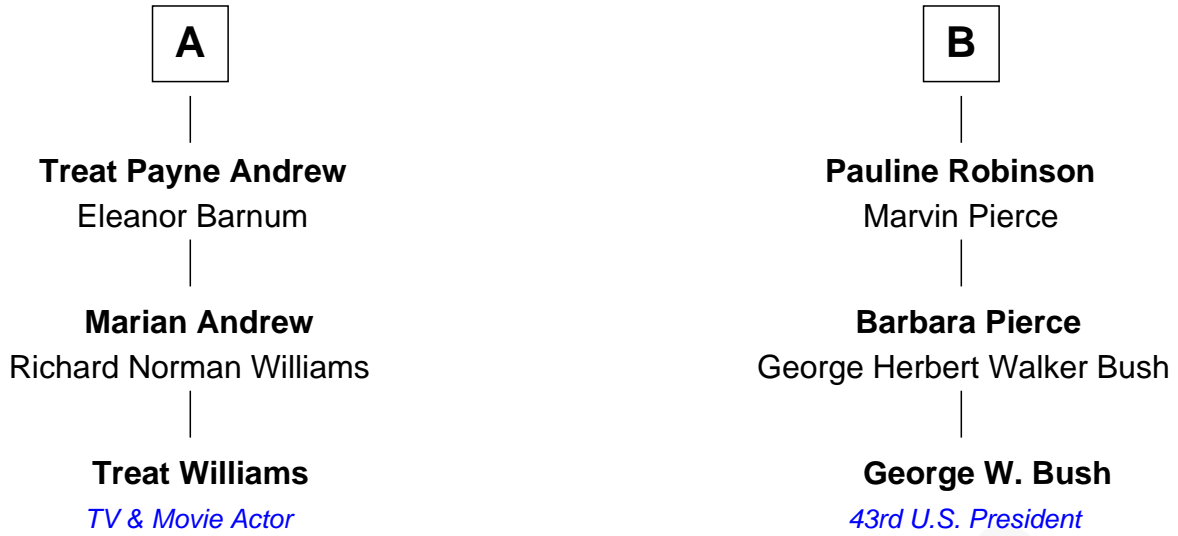 A
Treat Payne Andrew
Eleanor Barnum
Marian Andrew
Richard Norman Williams
Treat Williams
TV & Movie Actor
B
Pauline Robinson
Marvin Pierce
Barbara Pierce
George Herbert Walker Bush
George W. Bush
43rd U.S. President